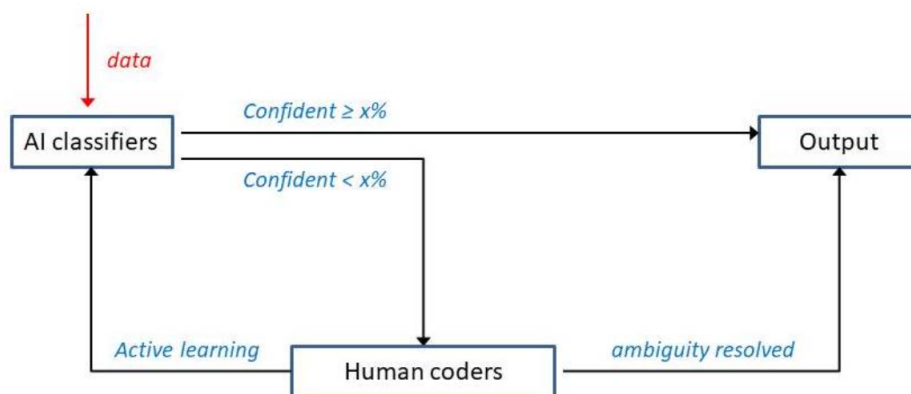 data
Confident ≥ x%
AI classifiers
Output
Confident < x%
Active learning
ambiguity resolved
Human coders